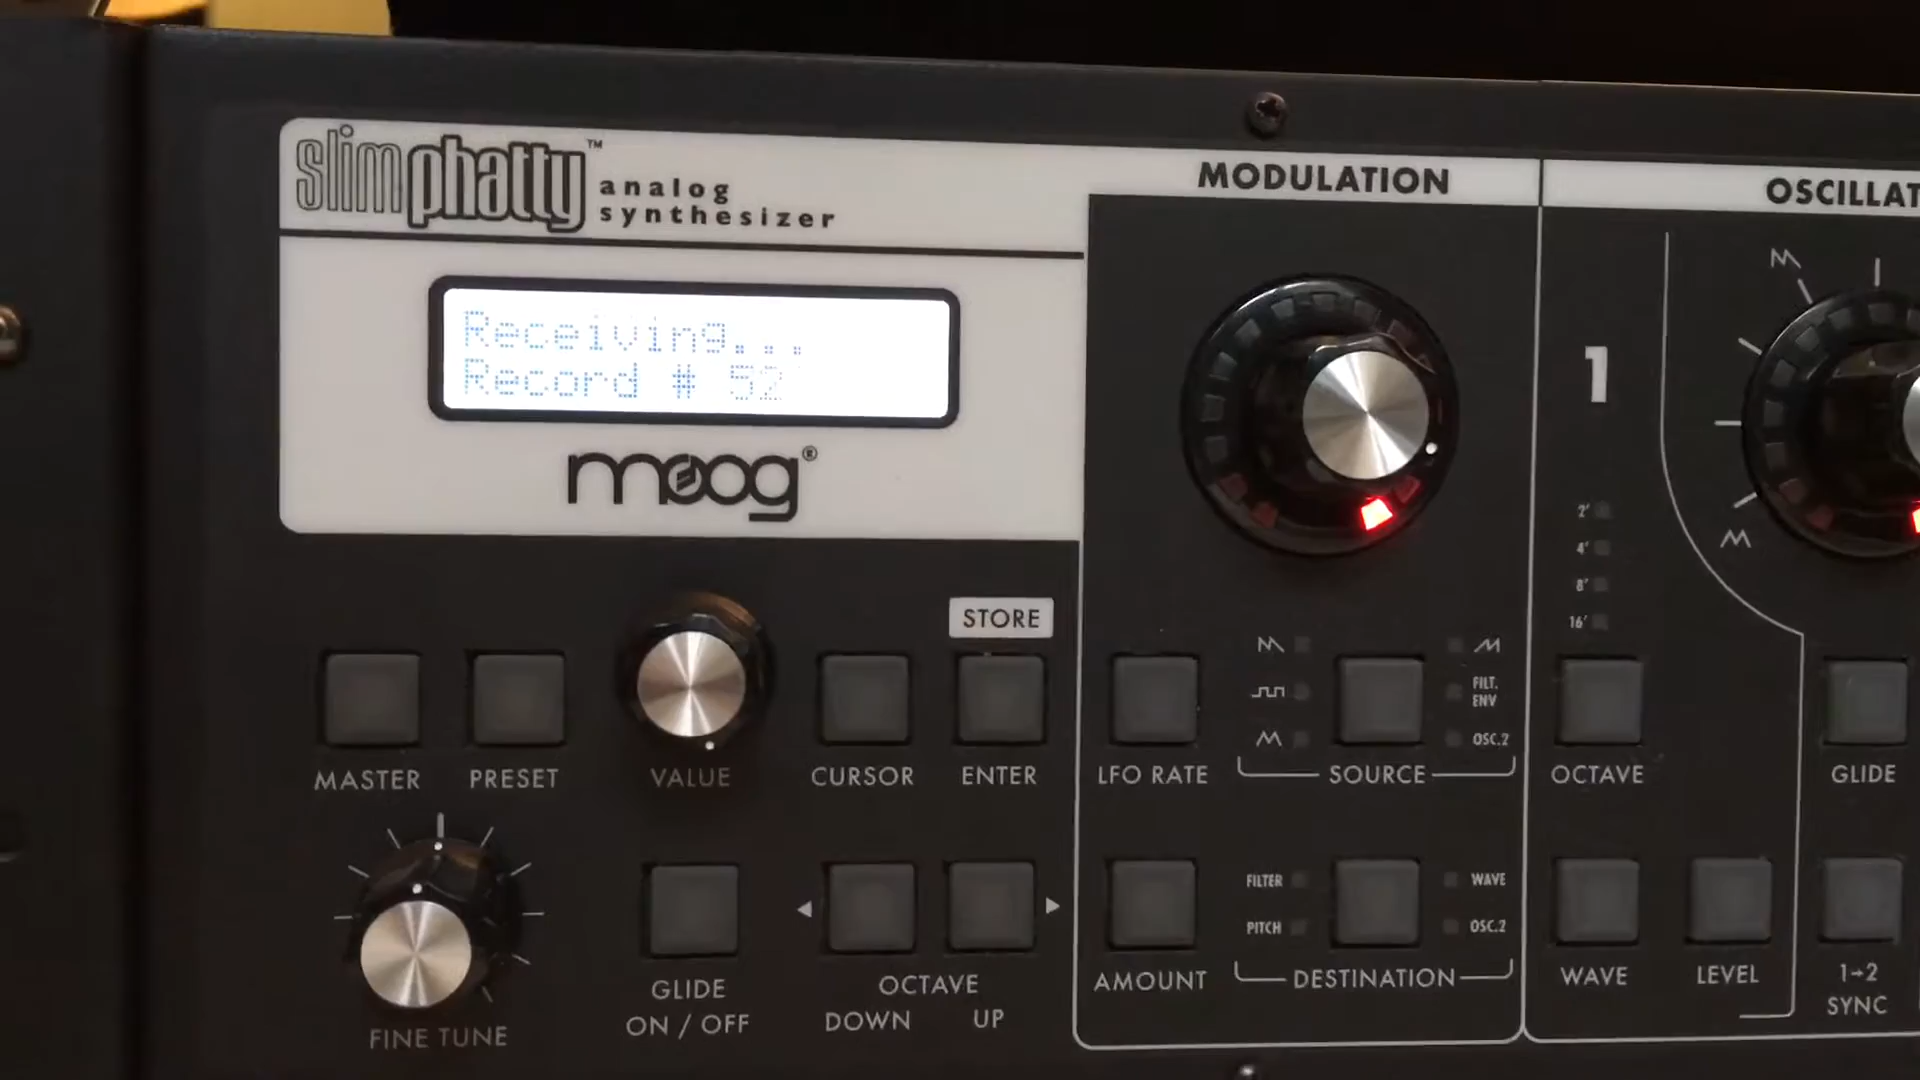 slimphatty™
analog
synthesizer
Receiving...
Record # 52
moog®
MODULATION
OSCILLAT
1
2'
4'
8'
16'
STORE
MASTER
PRESET
VALUE
CURSOR
ENTER
LFO RATE
FILT.
ENV
OSC.2
SOURCE
OCTAVE
GLIDE
FINE TUNE
GLIDE
ON / OFF
OCTAVE
DOWN UP
AMOUNT
FILTER
PITCH
WAVE
OSC.2
DESTINATION
WAVE
LEVEL
1→2
SYNC